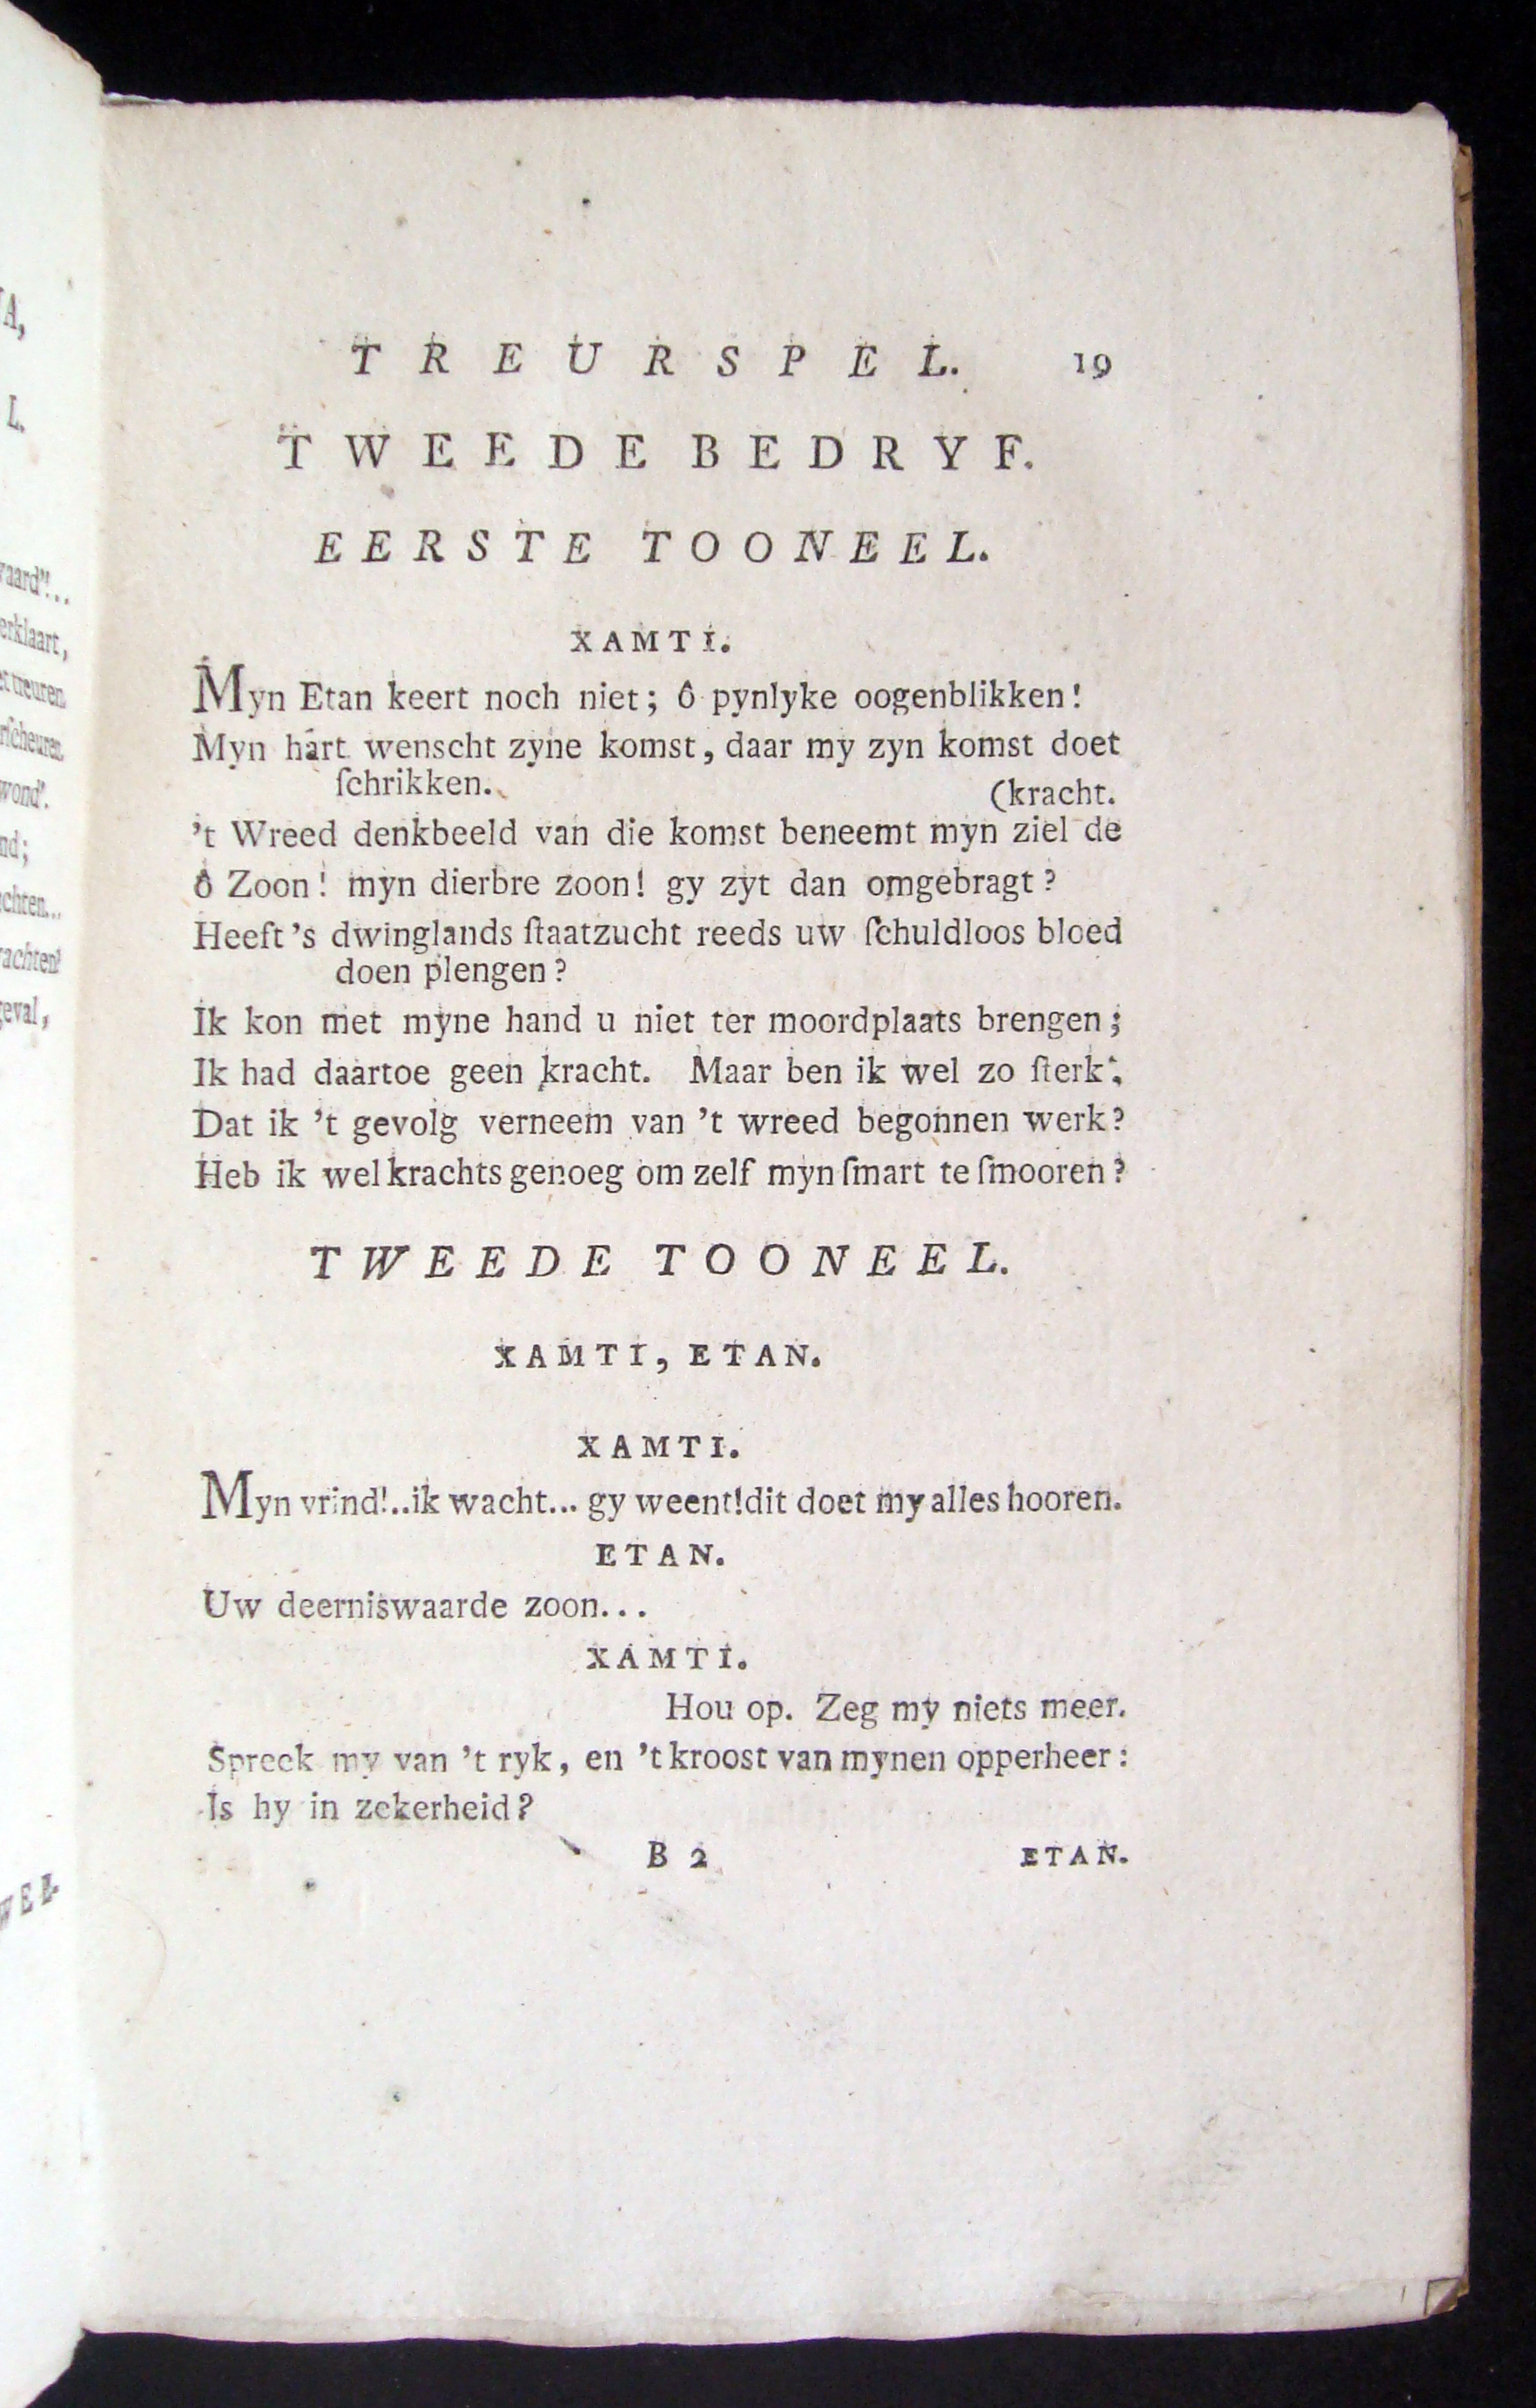 TREURSPEL. 19
TWEEDE BEDRYF.
EERSTE TOONEEL.
XAMTI.
Myn Etan keert noch niet; ô pynlyke oogenblikken!
Myn hart wenscht zyne komst, daar my zyn komst doet
ſchrikken.
(kracht.
't Wreed denkbeeld van die komst beneemt myn ziel de
ô Zoon! myn dierbre zoon! gy zyt dan omgebragt?
Heeft 's dwinglands ſtaatzucht reeds uw ſchuldloos bloed
doen plengen?
Ik kon met myne hand u niet ter moordplaats brengen;
Ik had daartoe geen kracht. Maar ben ik wel zo ſterk,
Dat ik 't gevolg verneem van 't wreed begonnen werk?
Heb ik wel krachts genoeg om zelf myn ſmart te ſmooren?
TWEEDE TOONEEL.
XAMTI, ETAN.
XAMTI.
Myn vrind!..ik wacht... gy weent!dit doet my alles hooren.
ETAN.
Uw deerniswaarde zoon...
XAMTI.
Hou op. Zeg my niets meer.
Spreek my van 't ryk, en 't kroost van mynen opperheer:
Is hy in zekerheid?
B 2 ETAN.
A,
L.
erklaart,
treuren.
wond'.
nd;
chten...
achten!
geval,